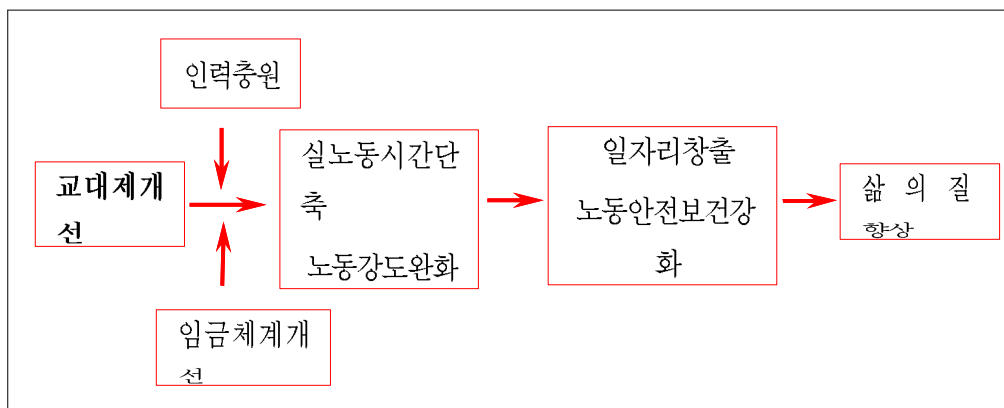 인력충원
교대제개
선
실노동시간단
축
노동강도완화
일자리창출
노동안전보건강
화
삶 의 질
향상
임금체계개
선